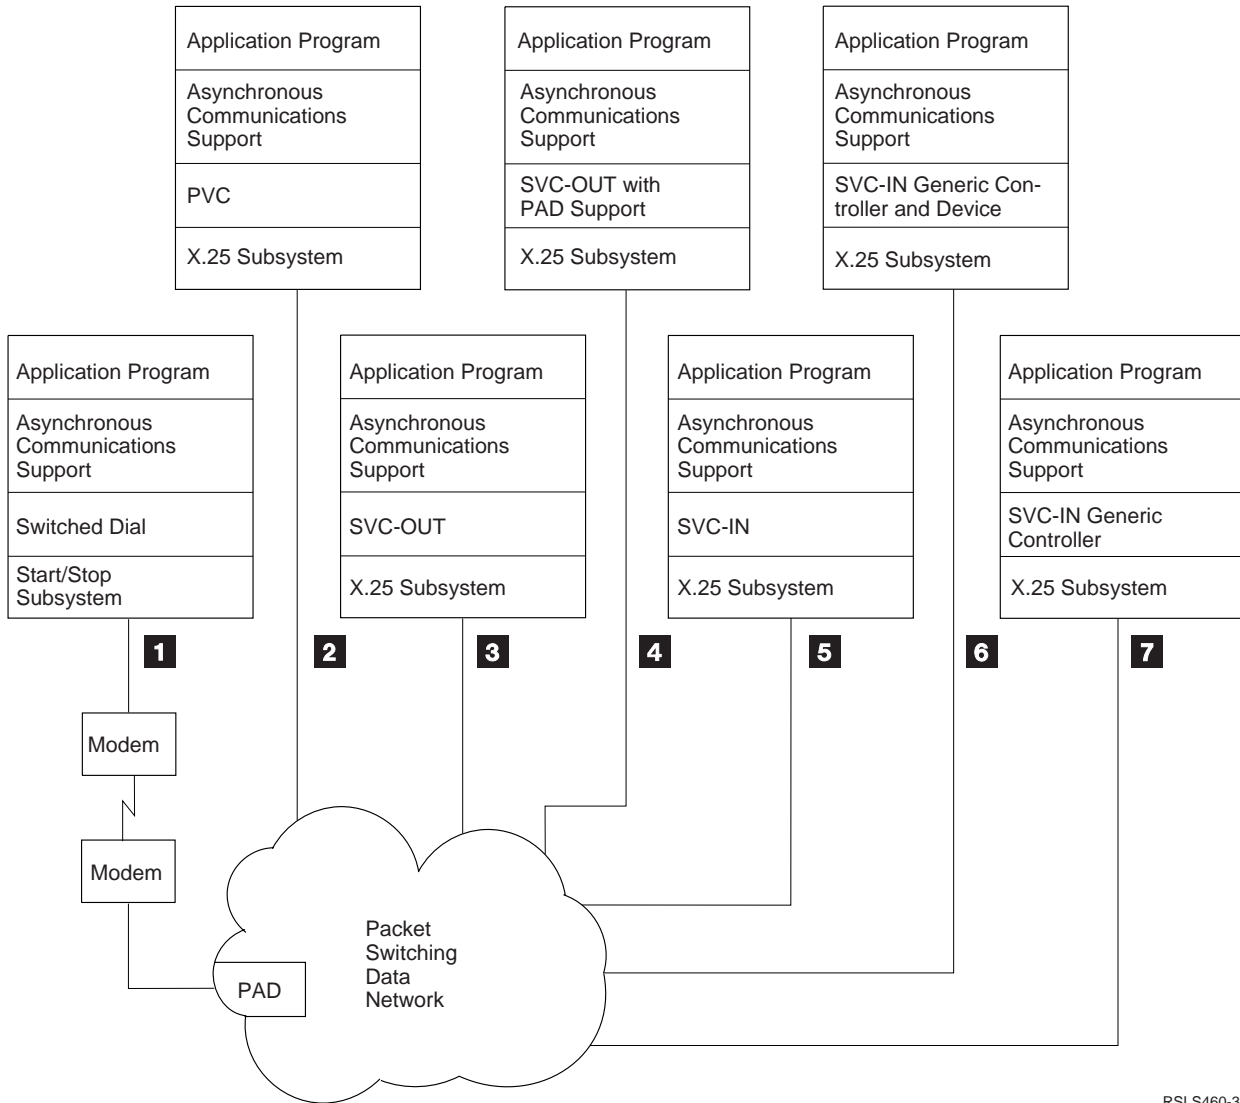 Application Program
Asynchronous
Communications
Support
PVC
X.25 Subsystem
Application Program
Asynchronous
Communications
Support
SVC-OUT with
PAD Support
X.25 Subsystem
Application Program
Asynchronous
Communications
Support
SVC-IN Generic Con-
troller and Device
X.25 Subsystem
Application Program
Asynchronous
Communications
Support
Switched Dial
Start/Stop
Subsystem
Application Program
Asynchronous
Communications
Support
SVC-OUT
X.25 Subsystem
Application Program
Asynchronous
Communications
Support
SVC-IN
X.25 Subsystem
Application Program
Asynchronous
Communications
Support
SVC-IN Generic
Controller
X.25 Subsystem
1
2
3
4
5
6
7
Modem
Modem
PAD
Packet
Switching
Data
Network
RSLS460-3